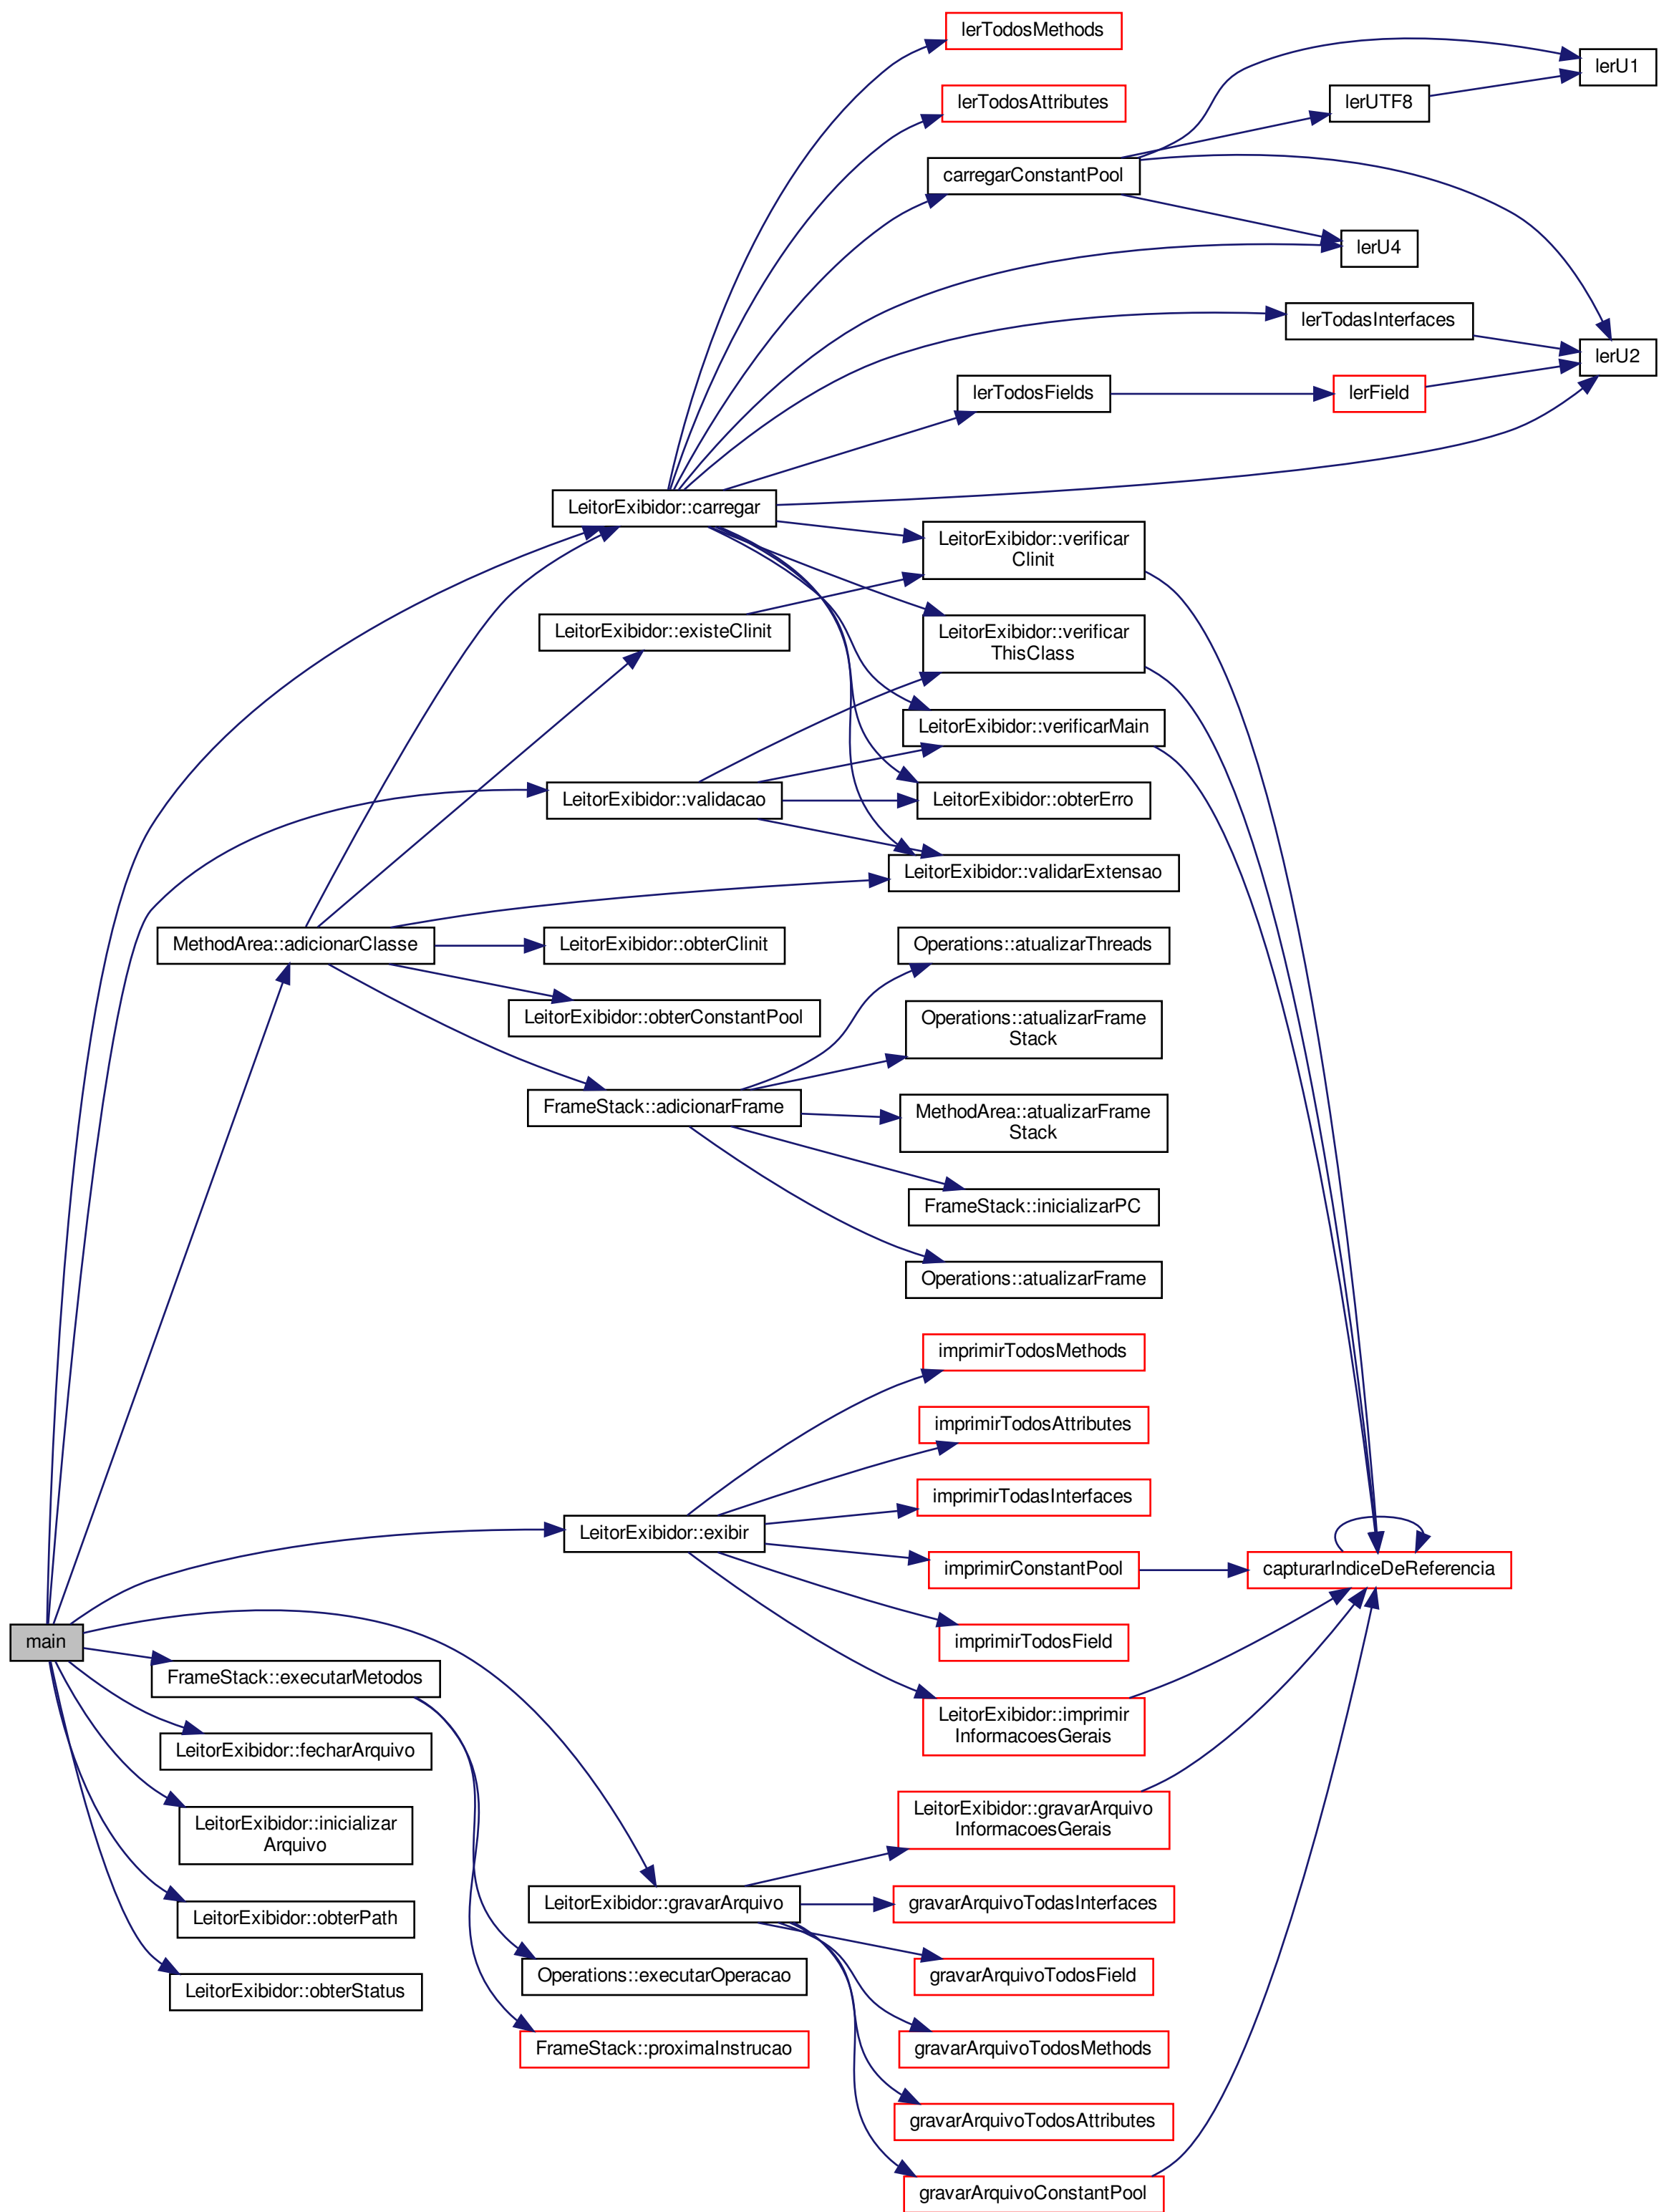 lerTodosMethods
lerU1
lerTodosAttributes
lerUTF8
carregarConstantPool
lerU4
lerTodasInterfaces
lerU2
lerTodosFields
lerField
LeitorExibidor::carregar
LeitorExibidor::verificar
Clinit
LeitorExibidor::existeClinit
LeitorExibidor::verificar
ThisClass
LeitorExibidor::verificarMain
LeitorExibidor::validacao
LeitorExibidor::obterErro
LeitorExibidor::validarExtensao
MethodArea::adicionarClasse
LeitorExibidor::obterClinit
Operations::atualizarThreads
LeitorExibidor::obterConstantPool
Operations::atualizarFrame
Stack
FrameStack::adicionarFrame
MethodArea::atualizarFrame
Stack
FrameStack::inicializarPC
Operations::atualizarFrame
imprimirTodosMethods
imprimirTodosAttributes
imprimirTodasInterfaces
LeitorExibidor::exibir
imprimirConstantPool
capturarIndiceDeReferencia
main
imprimirTodosField
FrameStack::executarMetodos
LeitorExibidor::imprimir
InformacoesGerais
LeitorExibidor::fecharArquivo
LeitorExibidor::inicializar
Arquivo
LeitorExibidor::gravarArquivo
InformacoesGerais
LeitorExibidor::obterPath
LeitorExibidor::gravarArquivo
gravarArquivoTodasInterfaces
LeitorExibidor::obterStatus
Operations::executarOperacao
gravarArquivoTodosField
FrameStack::proximaInstrucao
gravarArquivoTodosMethods
gravarArquivoTodosAttributes
gravarArquivoConstantPool